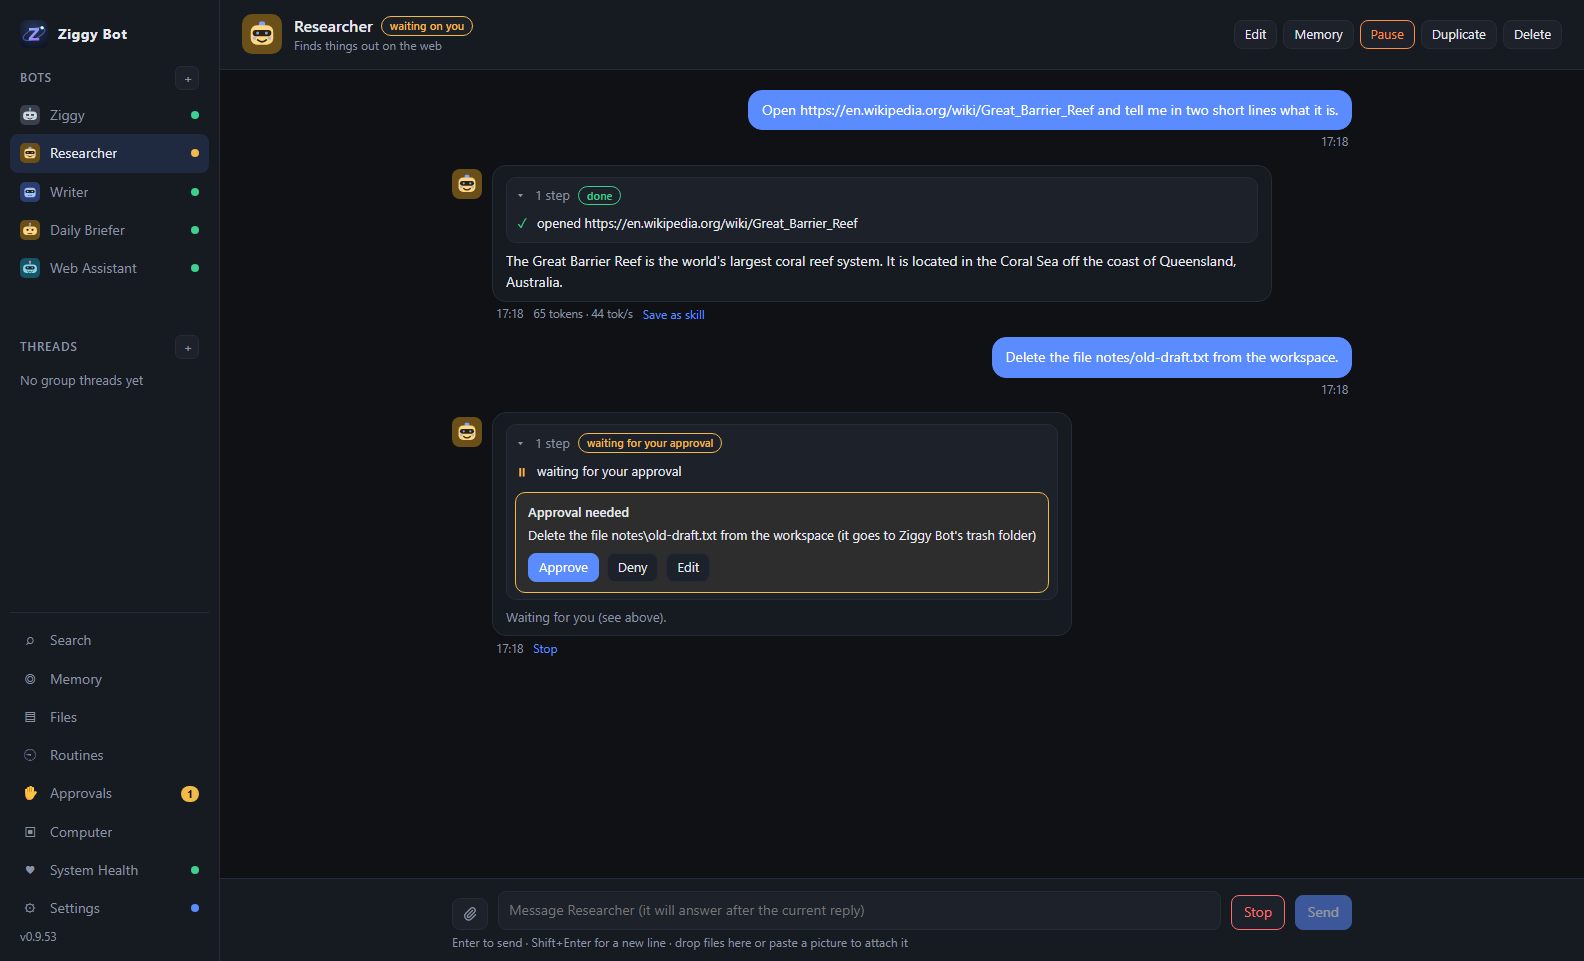 Ziggy Bot
BOTS
+
Ziggy
Researcher
Writer
Daily Briefer
Web Assistant
THREADS
+
No group threads yet
Search
Memory
Files
Routines
Approvals
1
Computer
System Health
Settings
v0.9.53
Researcher
waiting on you
Finds things out on the web
Edit
Memory
Pause
Duplicate
Delete
Open https://en.wikipedia.org/wiki/Great_Barrier_Reef and tell me in two short lines what it is.
17:18
1 step done
✓ opened https://en.wikipedia.org/wiki/Great_Barrier_Reef
The Great Barrier Reef is the world's largest coral reef system. It is located in the Coral Sea off the coast of Queensland,
Australia.
17:18 65 tokens · 44 tok/s Save as skill
Delete the file notes/old-draft.txt from the workspace.
17:18
1 step waiting for your approval
waiting for your approval
Approval needed
Delete the file notes\old-draft.txt from the workspace (it goes to Ziggy Bot's trash folder)
Approve Deny Edit
Waiting for you (see above).
17:18 Stop
Message Researcher (it will answer after the current reply)
Stop
Send
Enter to send · Shift+Enter for a new line · drop files here or paste a picture to attach it